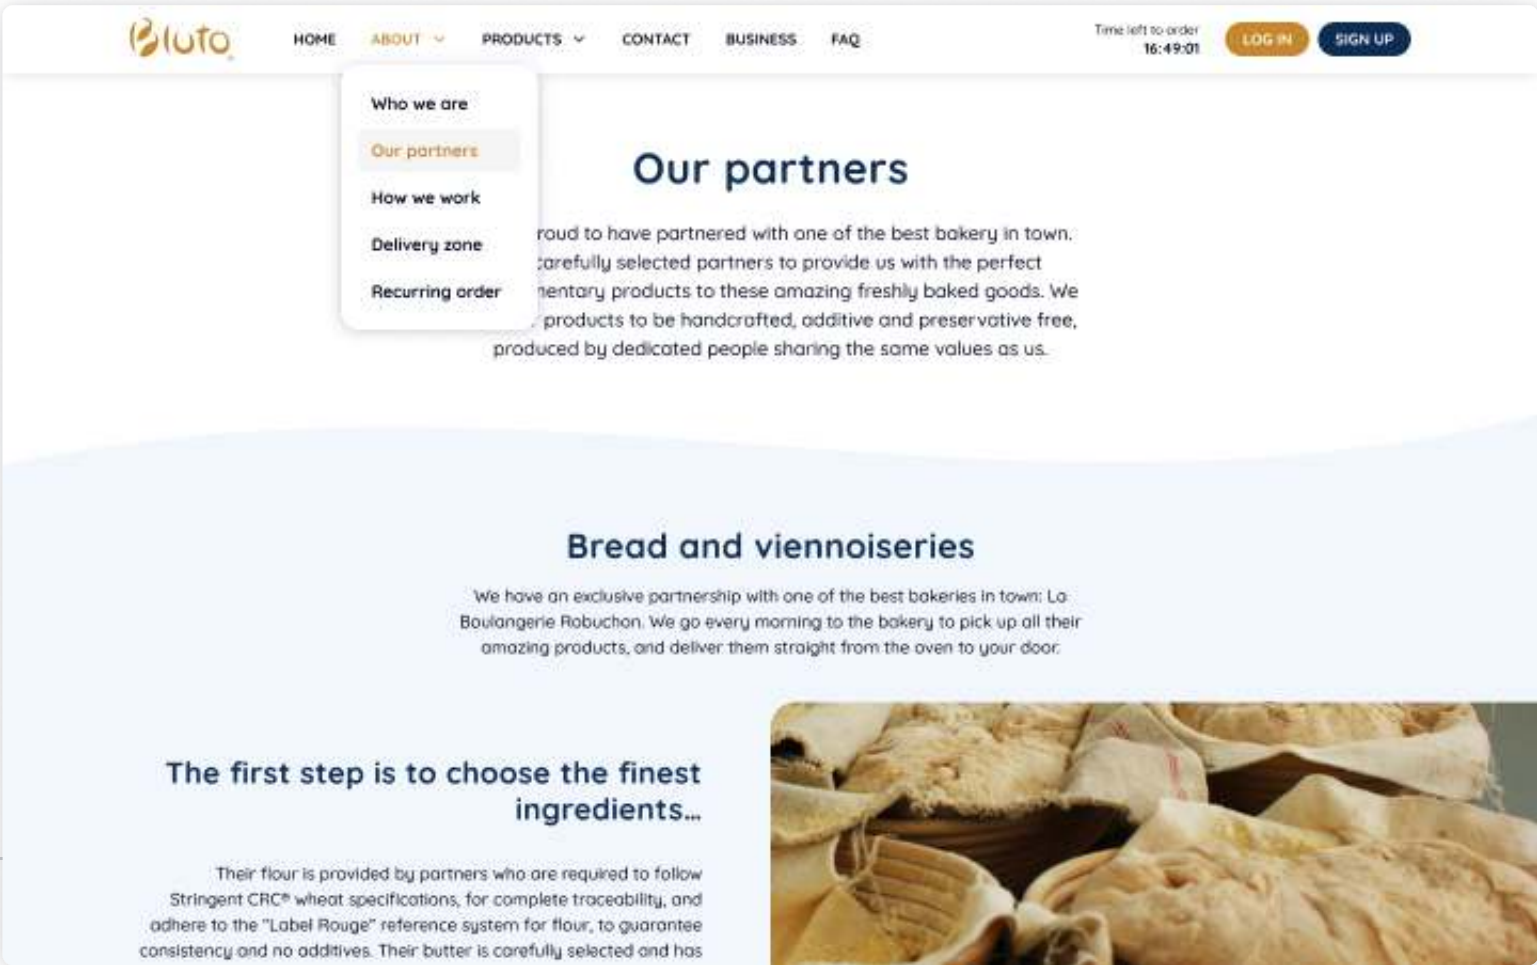 Bluto
HOME ABOUT PRODUCTS CONTACT BUSINESS FAQ
Time left to order
16:49:01
LOG IN SIGN UP
Who we are
Our partners
How we work
Delivery zone
Recurring order
Our partners
roud to have partnered with one of the best bakery in town.
carefully selected partners to provide us with the perfect
entary products to these amazing freshly baked goods. We
products to be handcrafted, additive and preservative free,
produced by dedicated people sharing the same values as us.
Bread and viennoiseries
We have an exclusive partnership with one of the best bakeries in town: La
Boulangerie Robuchon. We go every morning to the bakery to pick up all their
amazing products, and deliver them straight from the oven to your door.
The first step is to choose the finest
ingredients...
Their flour is provided by partners who are required to follow
Stringent CRC® wheat specifications, for complete traceability, and
adhere to the "Label Rouge" reference system for flour, to guarantee
consistency and no additives. Their butter is carefully selected and has